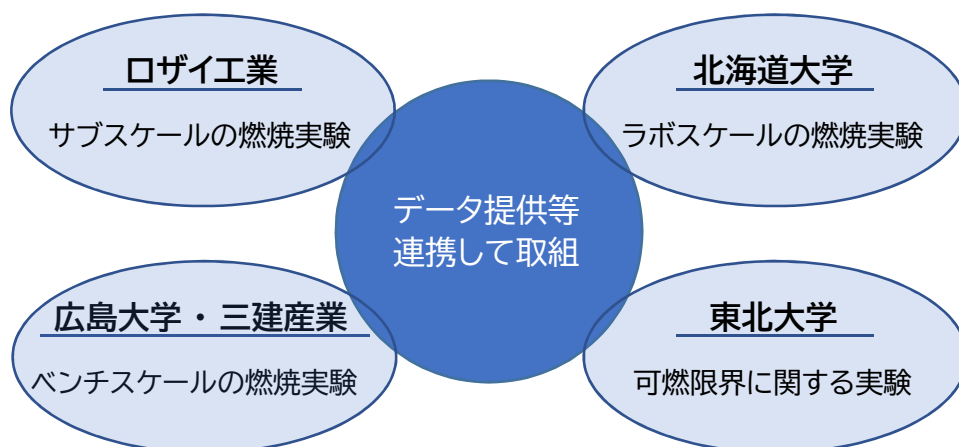 ロザイ工業
サブスケールの燃焼実験
北海道大学
ラボスケールの燃焼実験
データ提供等
連携して取組
広島大学・三建産業
ベンチスケールの燃焼実験
東北大学
可燃限界に関する実験